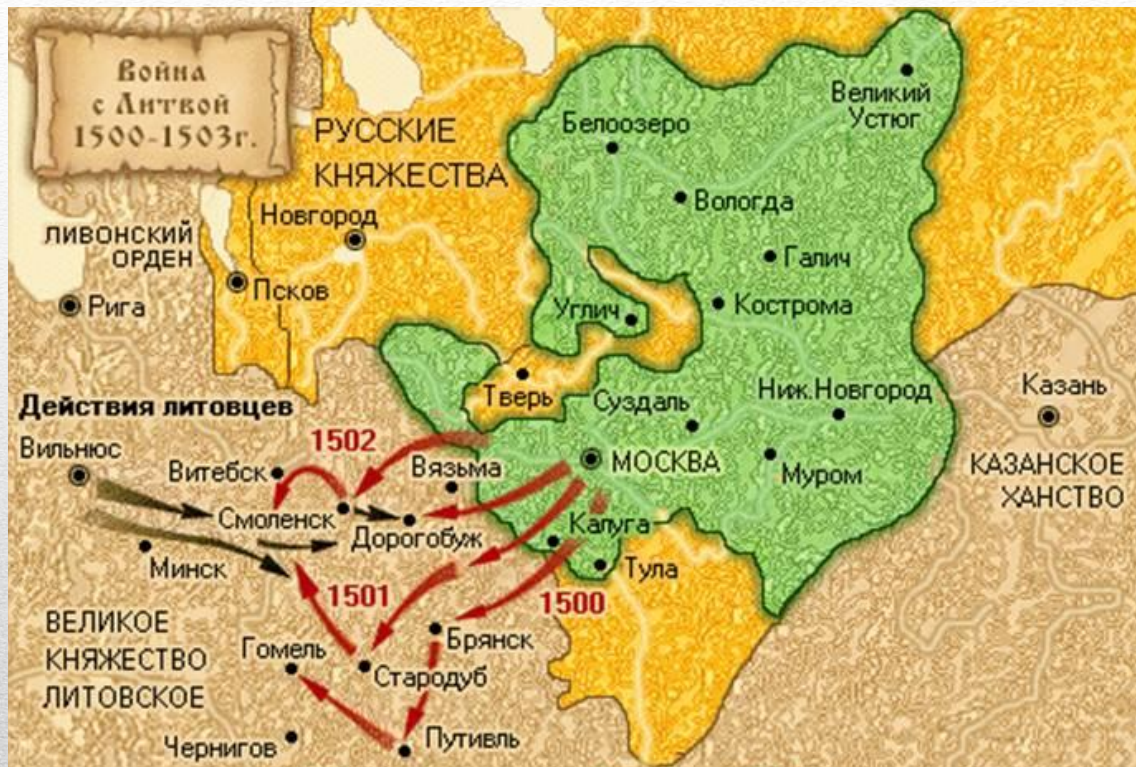 Война
с Литвой
1500-1503г.
РУССКИЕ
КНЯЖЕСТВА
Белоозеро
Великий
Устюг
Вологда
Новгород
ЛИВОНСКИЙ
ОРДЕН
Псков
Галич
Рига
Углич
Кострома
Тверь
Суздаль
Ниж.Новгород
Казань
Действия литовцев
Вильнюс
1502
Витебск
Вязьма
МОСКВА
Муром
КАЗАНСКОЕ
ХАНСТВО
Смоленск
Дорогобуж
Калуга
Минск
Тула
1501
1500
ВЕЛИКОЕ
КНЯЖЕСТВО
ЛИТОВСКОЕ
Гомель
Брянск
Стародуб
Чернигов
Путивль